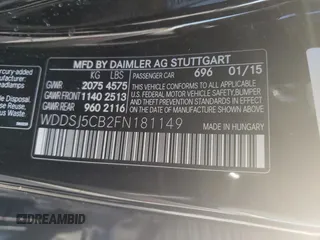 MFD BY DAIMLER AG STUTTGART
KG LBS PASSENGER CAR 696 01/15
GVWR 2075 4575
GAWR FRONT 1140 2513
GAWR REAR 960 2116
THIS VEHICLE CONFORMS TO ALL APPLICABLE
U.S. FEDERAL MOTOR VEHICLE SAFETY,
BUMPER, AND THEFT PREVENTION
STANDARDS IN EFFECT ON THE DATE OF
MANUFACTURE SHOWN ABOVE
WDDSJ5CB2FN181149
MADE IN HUNGARY
DREAMBID